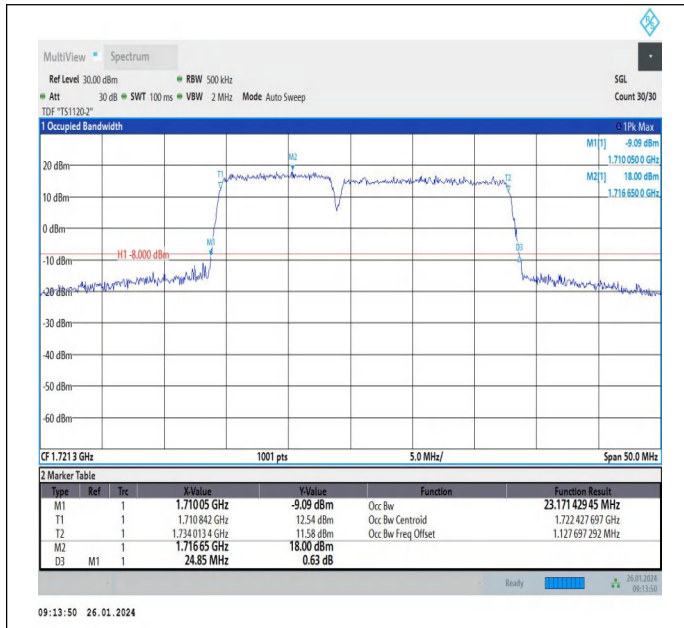 MultiView Spectrum
Ref Level 30.00 dBm RBW 500 kHz SGL
Att 30 dB SWT 100 ms VBW 2 MHz Mode Auto Sweep Count 30/30
TDF "TS1120-2"
1 Occupied Bandwidth 1Pk Max
M1[1] -9.09 dBm
1.710 050 0 GHz
M2[1] 18.00 dBm
1.716 650 0 GHz
M2
20 dBm
T1
T2
10 dBm
0 dBm
M1
D3
H1 -8.000 dBm
-10 dBm
-20 dBm
-30 dBm
-40 dBm
-50 dBm
-60 dBm
CF 1.721 3 GHz 1001 pts 5.0 MHz/ Span 50.0 MHz
2 Marker Table
Type Ref Trc X-Value Y-Value Function Function Result
M1 1 1.710 05 GHz -9.09 dBm Occ Bw 23.171 429 45 MHz
T1 1 1.710 842 GHz 12.54 dBm Occ Bw Centroid 1.722 427 697 GHz
T2 1 1.734 013 4 GHz 11.58 dBm Occ Bw Freq Offset 1.127 697 292 MHz
M2 1 1.716 65 GHz 18.00 dBm
D3 M1 1 24.85 MHz 0.63 dB
Ready 26.01.2024
09:13:50
09:13:50 26.01.2024